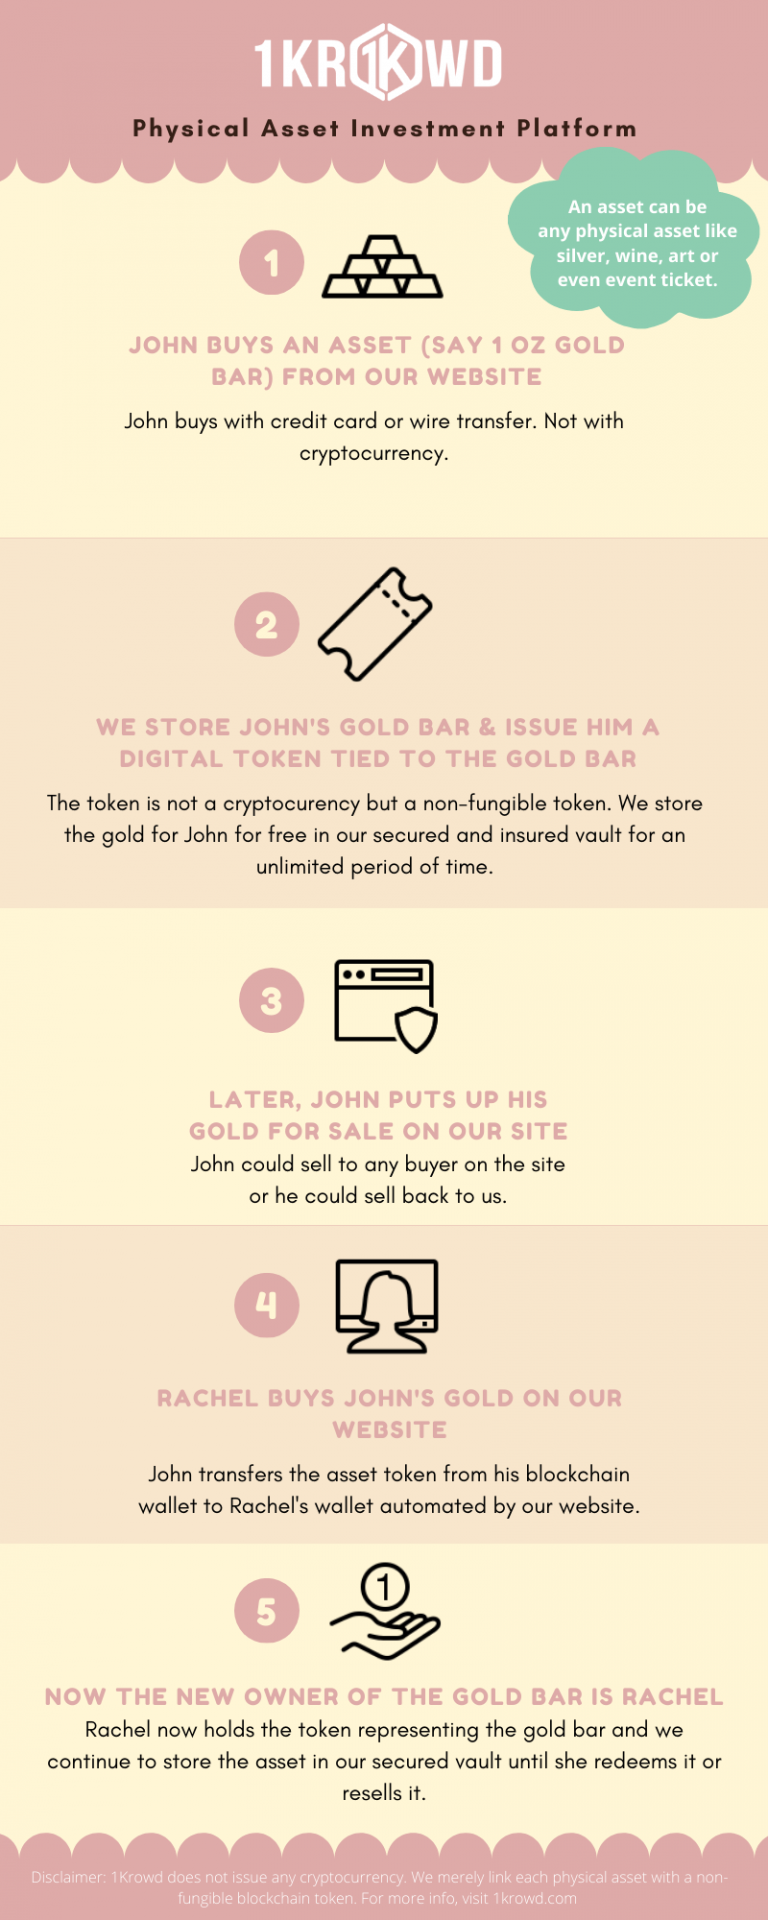 1KROWD
Physical Asset Investment Platform
An asset can be
any physical asset like
silver, wine, art or
even event ticket.
1
JOHN BUYS AN ASSET (SAY 1 OZ GOLD
BAR) FROM OUR WEBSITE
John buys with credit card or wire transfer. Not with
cryptocurrency.
2
WE STORE JOHN'S GOLD BAR & ISSUE HIM A
DIGITAL TOKEN TIED TO THE GOLD BAR
The token is not a cryptocurency but a non-fungible token. We store
the gold for John for free in our secured and insured vault for an
unlimited period of time.
3
LATER, JOHN PUTS UP HIS
GOLD FOR SALE ON OUR SITE
John could sell to any buyer on the site
or he could sell back to us.
4
RACHEL BUYS JOHN'S GOLD ON OUR
WEBSITE
John transfers the asset token from his blockchain
wallet to Rachel's wallet automated by our website.
5
1
NOW THE NEW OWNER OF THE GOLD BAR IS RACHEL
Rachel now holds the token representing the gold bar and we
continue to store the asset in our secured vault until she redeems it or
resells it.
Disclaimer: 1Krowd does not issue any cryptocurrency. We merely link each physical asset with a non-
fungible blockchain token. For more info, visit 1krowd.com